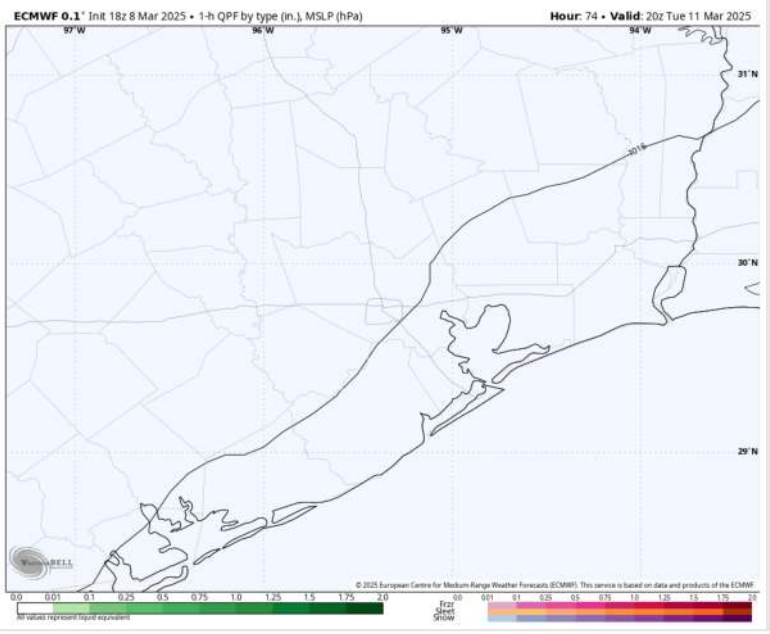 ECMWF 0.1° Init 18z 8 Mar 2025 • 1-h QPF by type (in.), MSLP (hPa) Hour: 74 • Valid: 20z Tue 11 Mar 2025
97°W 96°W 95°W 94°W
31°N
1016
30°N
29°N
WeatherBELL
© 2025 European Centre for Medium-Range Weather Forecasts (ECMWF). This service is based on data and products of the ECMWF
0.0 0.01 0.1 0.25 0.5 0.75 1.0 1.25 1.5 1.75 2.0 0.0 0.01 0.1 0.25 0.5 0.75 1.0 1.25 1.5 1.75 2.0
Frzr
Sleet
Snow
All values represent liquid equivalent